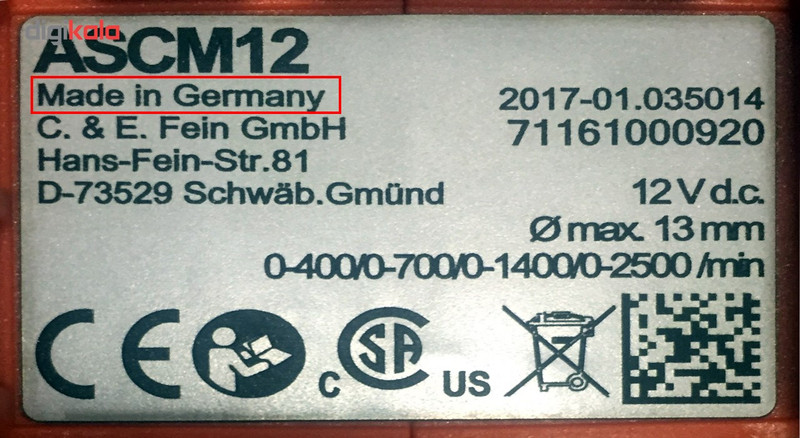 digikala
ASCM12
Made in Germany
C. & E. Fein GmbH
Hans-Fein-Str.81
D-73529 Schwäb.Gmünd
2017-01.035014
71161000920
12 V d.c.
Ø max. 13 mm
0-400/0-700/0-1400/0-2500 /min
CE
C SA US